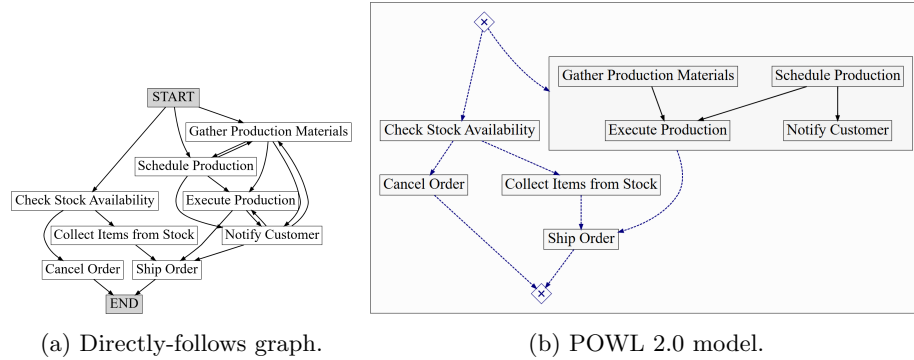 START
Gather Production Materials
Schedule Production
Check Stock Availability
Execute Production
Collect Items from Stock
Notify Customer
Cancel Order
Ship Order
END
(a) Directly-follows graph.
×
Gather Production Materials
Schedule Production
Check Stock Availability
Execute Production
Notify Customer
Cancel Order
Collect Items from Stock
Ship Order
×
(b) POWL 2.0 model.